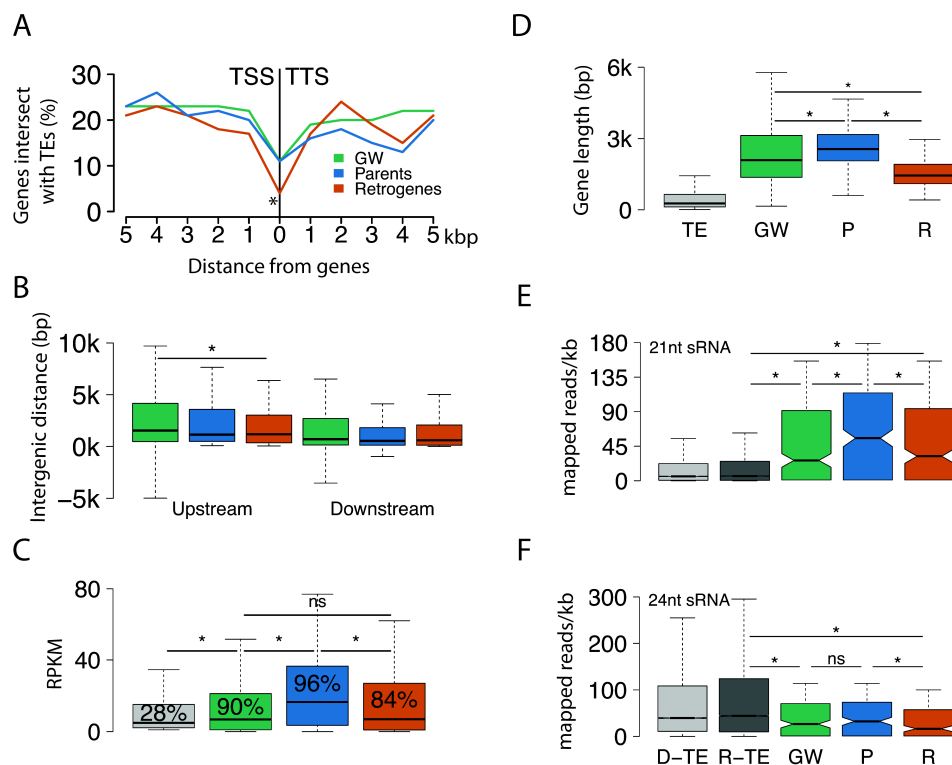 A
Genes intersect
with TEs (%)
30
20
10
0
TSS TTS
GW
Parents
Retrogenes
*
5 4 3 2 1 0 1 2 3 4 5 kbp
Distance from genes
B
Intergenic distance (bp)
10k
5k
0k
−5k
*
Upstream Downstream
C
RPKM
80
40
0
ns
* * *
28% 90% 96% 84%
D
Gene length (bp)
6k
3k
0
*
* *
TE GW P R
E
mapped reads/kb
180
135
90
45
0
21nt sRNA
*
* * *
F
mapped reads/kb
300
200
100
0
24nt sRNA
*
* ns *
D−TE R−TE GW P R